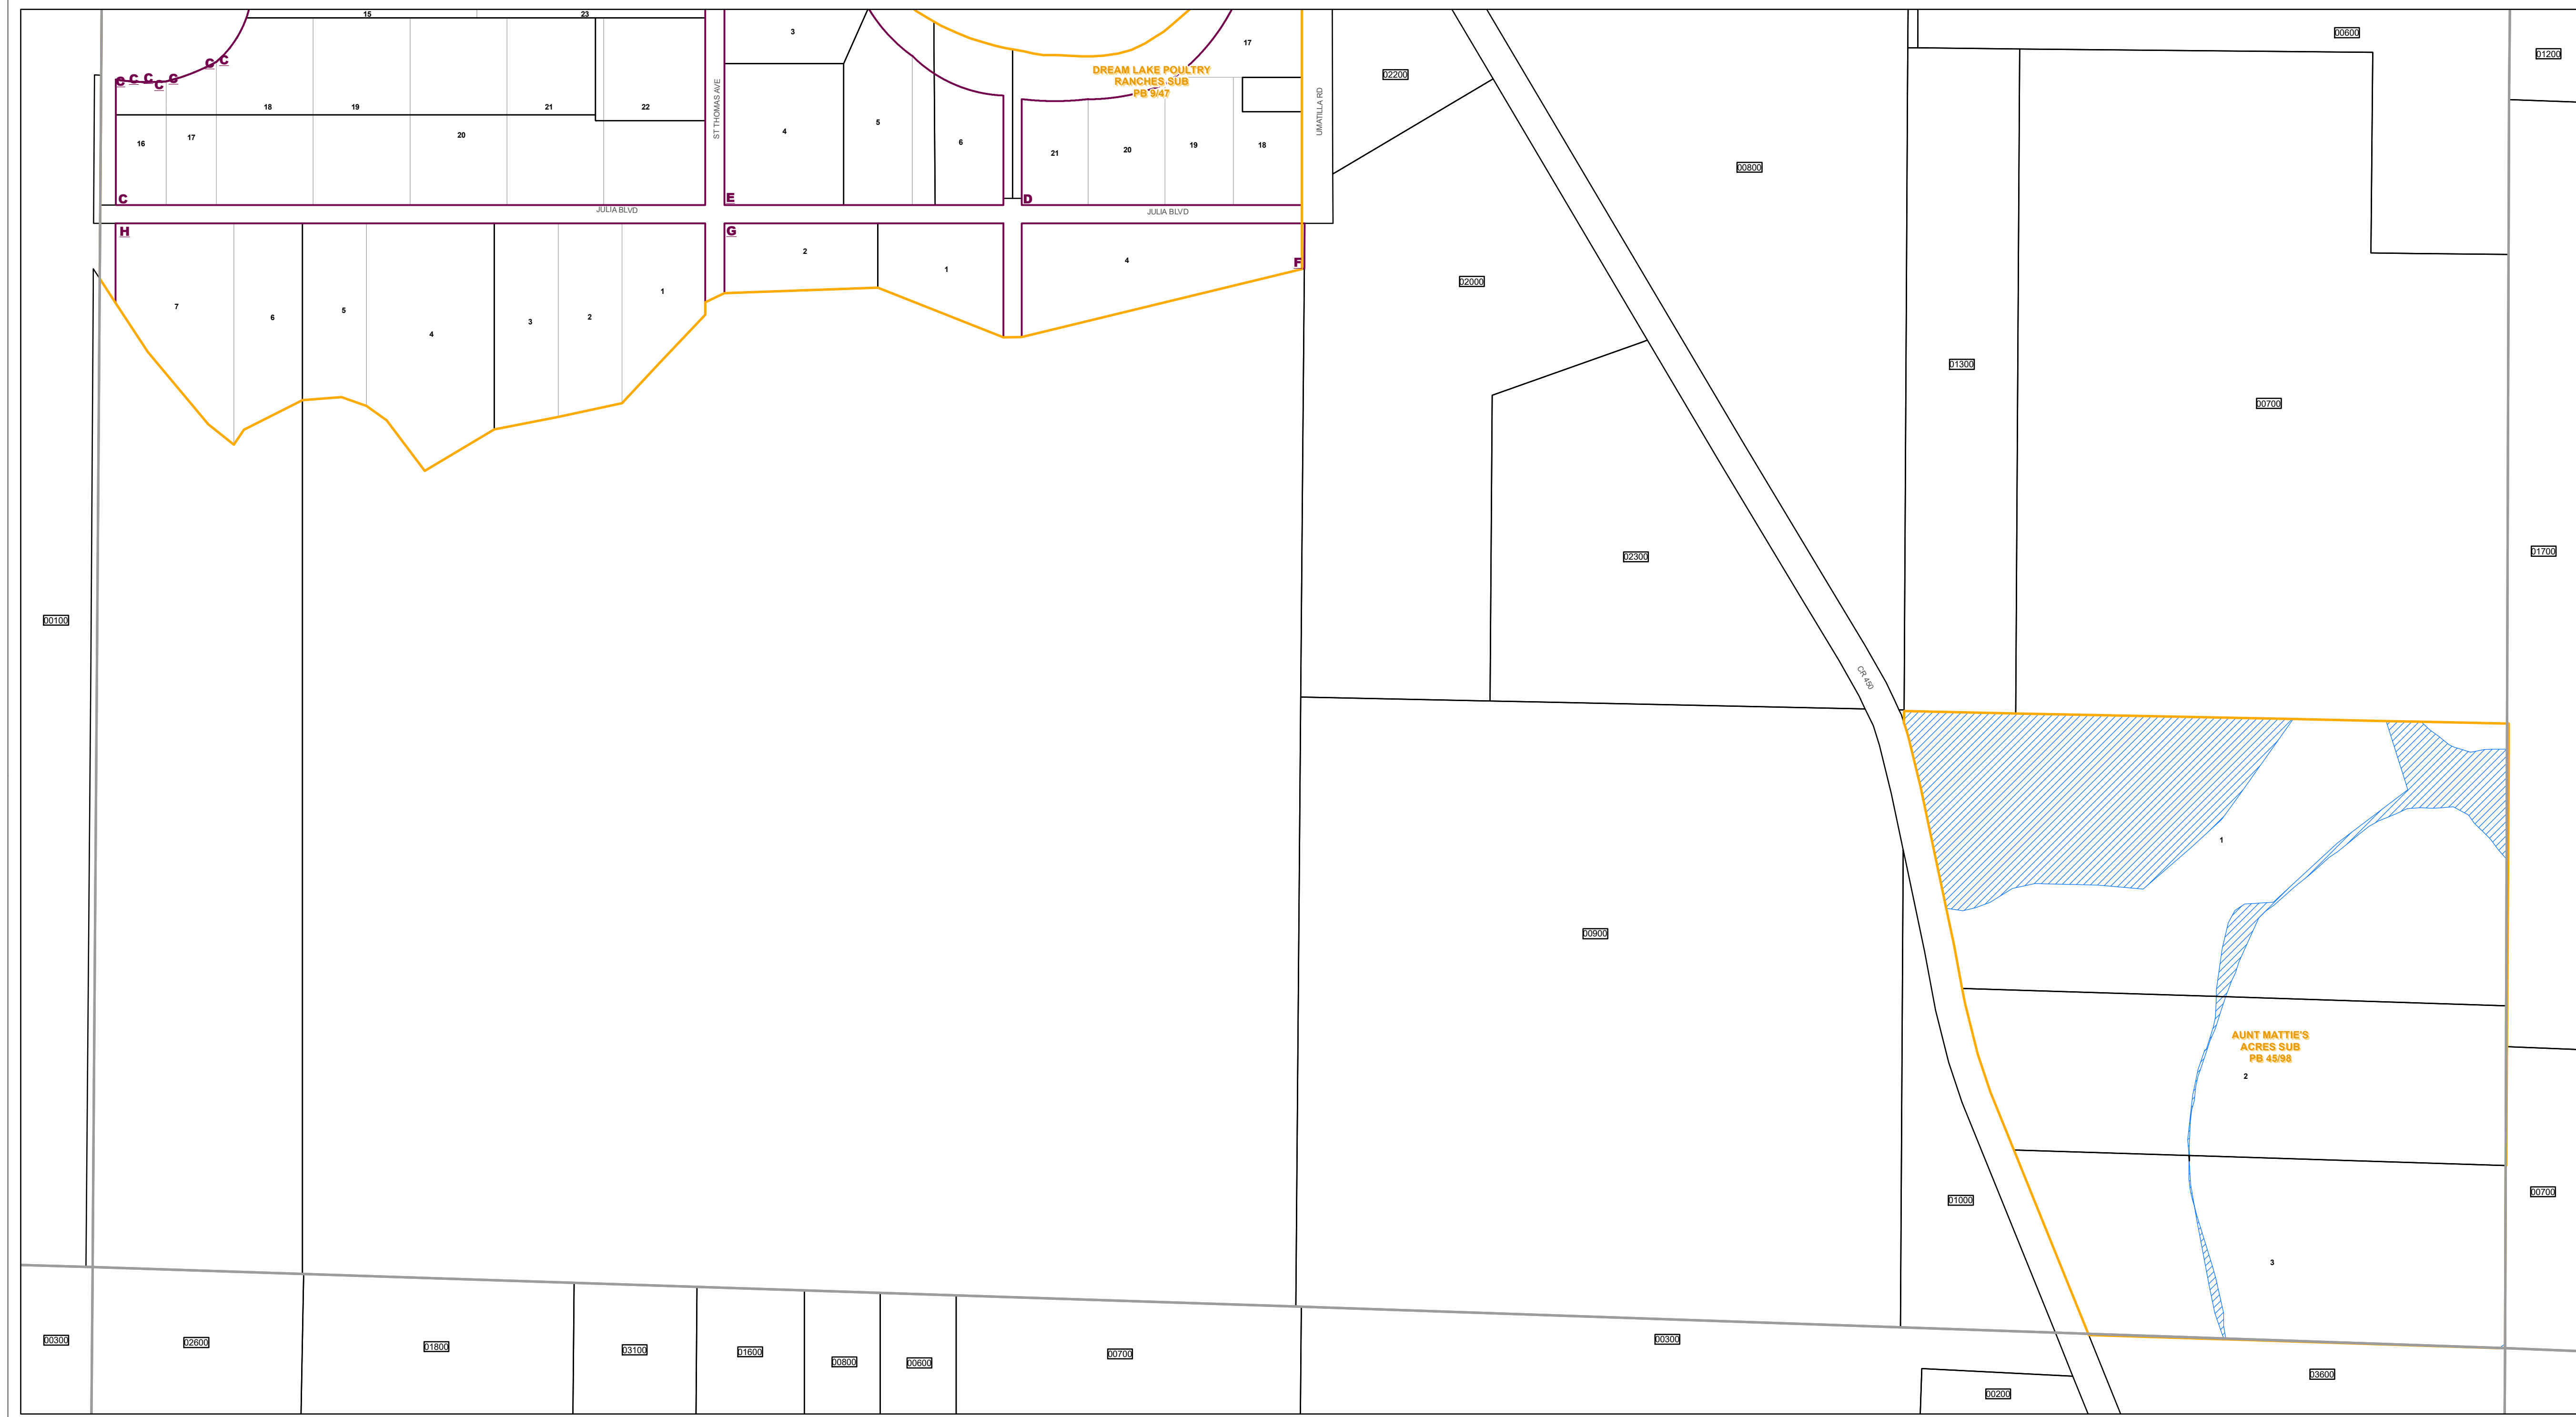 15
23
3
17
00600
01200
C
C
C
C
C
C
C
DREAM LAKE POULTRY
RANCHES SUB
PB 9/47
02200
18
19
21
22
ST THOMAS AVE
UMATILLA RD
4
5
6
16
17
20
21
20
19
18
00800
C
E
D
JULIA BLVD
JULIA BLVD
H
G
F
2
1
4
02000
7
6
5
4
3
2
1
01300
00700
02300
01700
00100
CR 450
1
00900
AUNT MATTIE'S
ACRES SUB
PB 45/98
2
01000
00700
3
00300
02600
01800
03100
01600
00800
00600
00700
00300
03600
00200